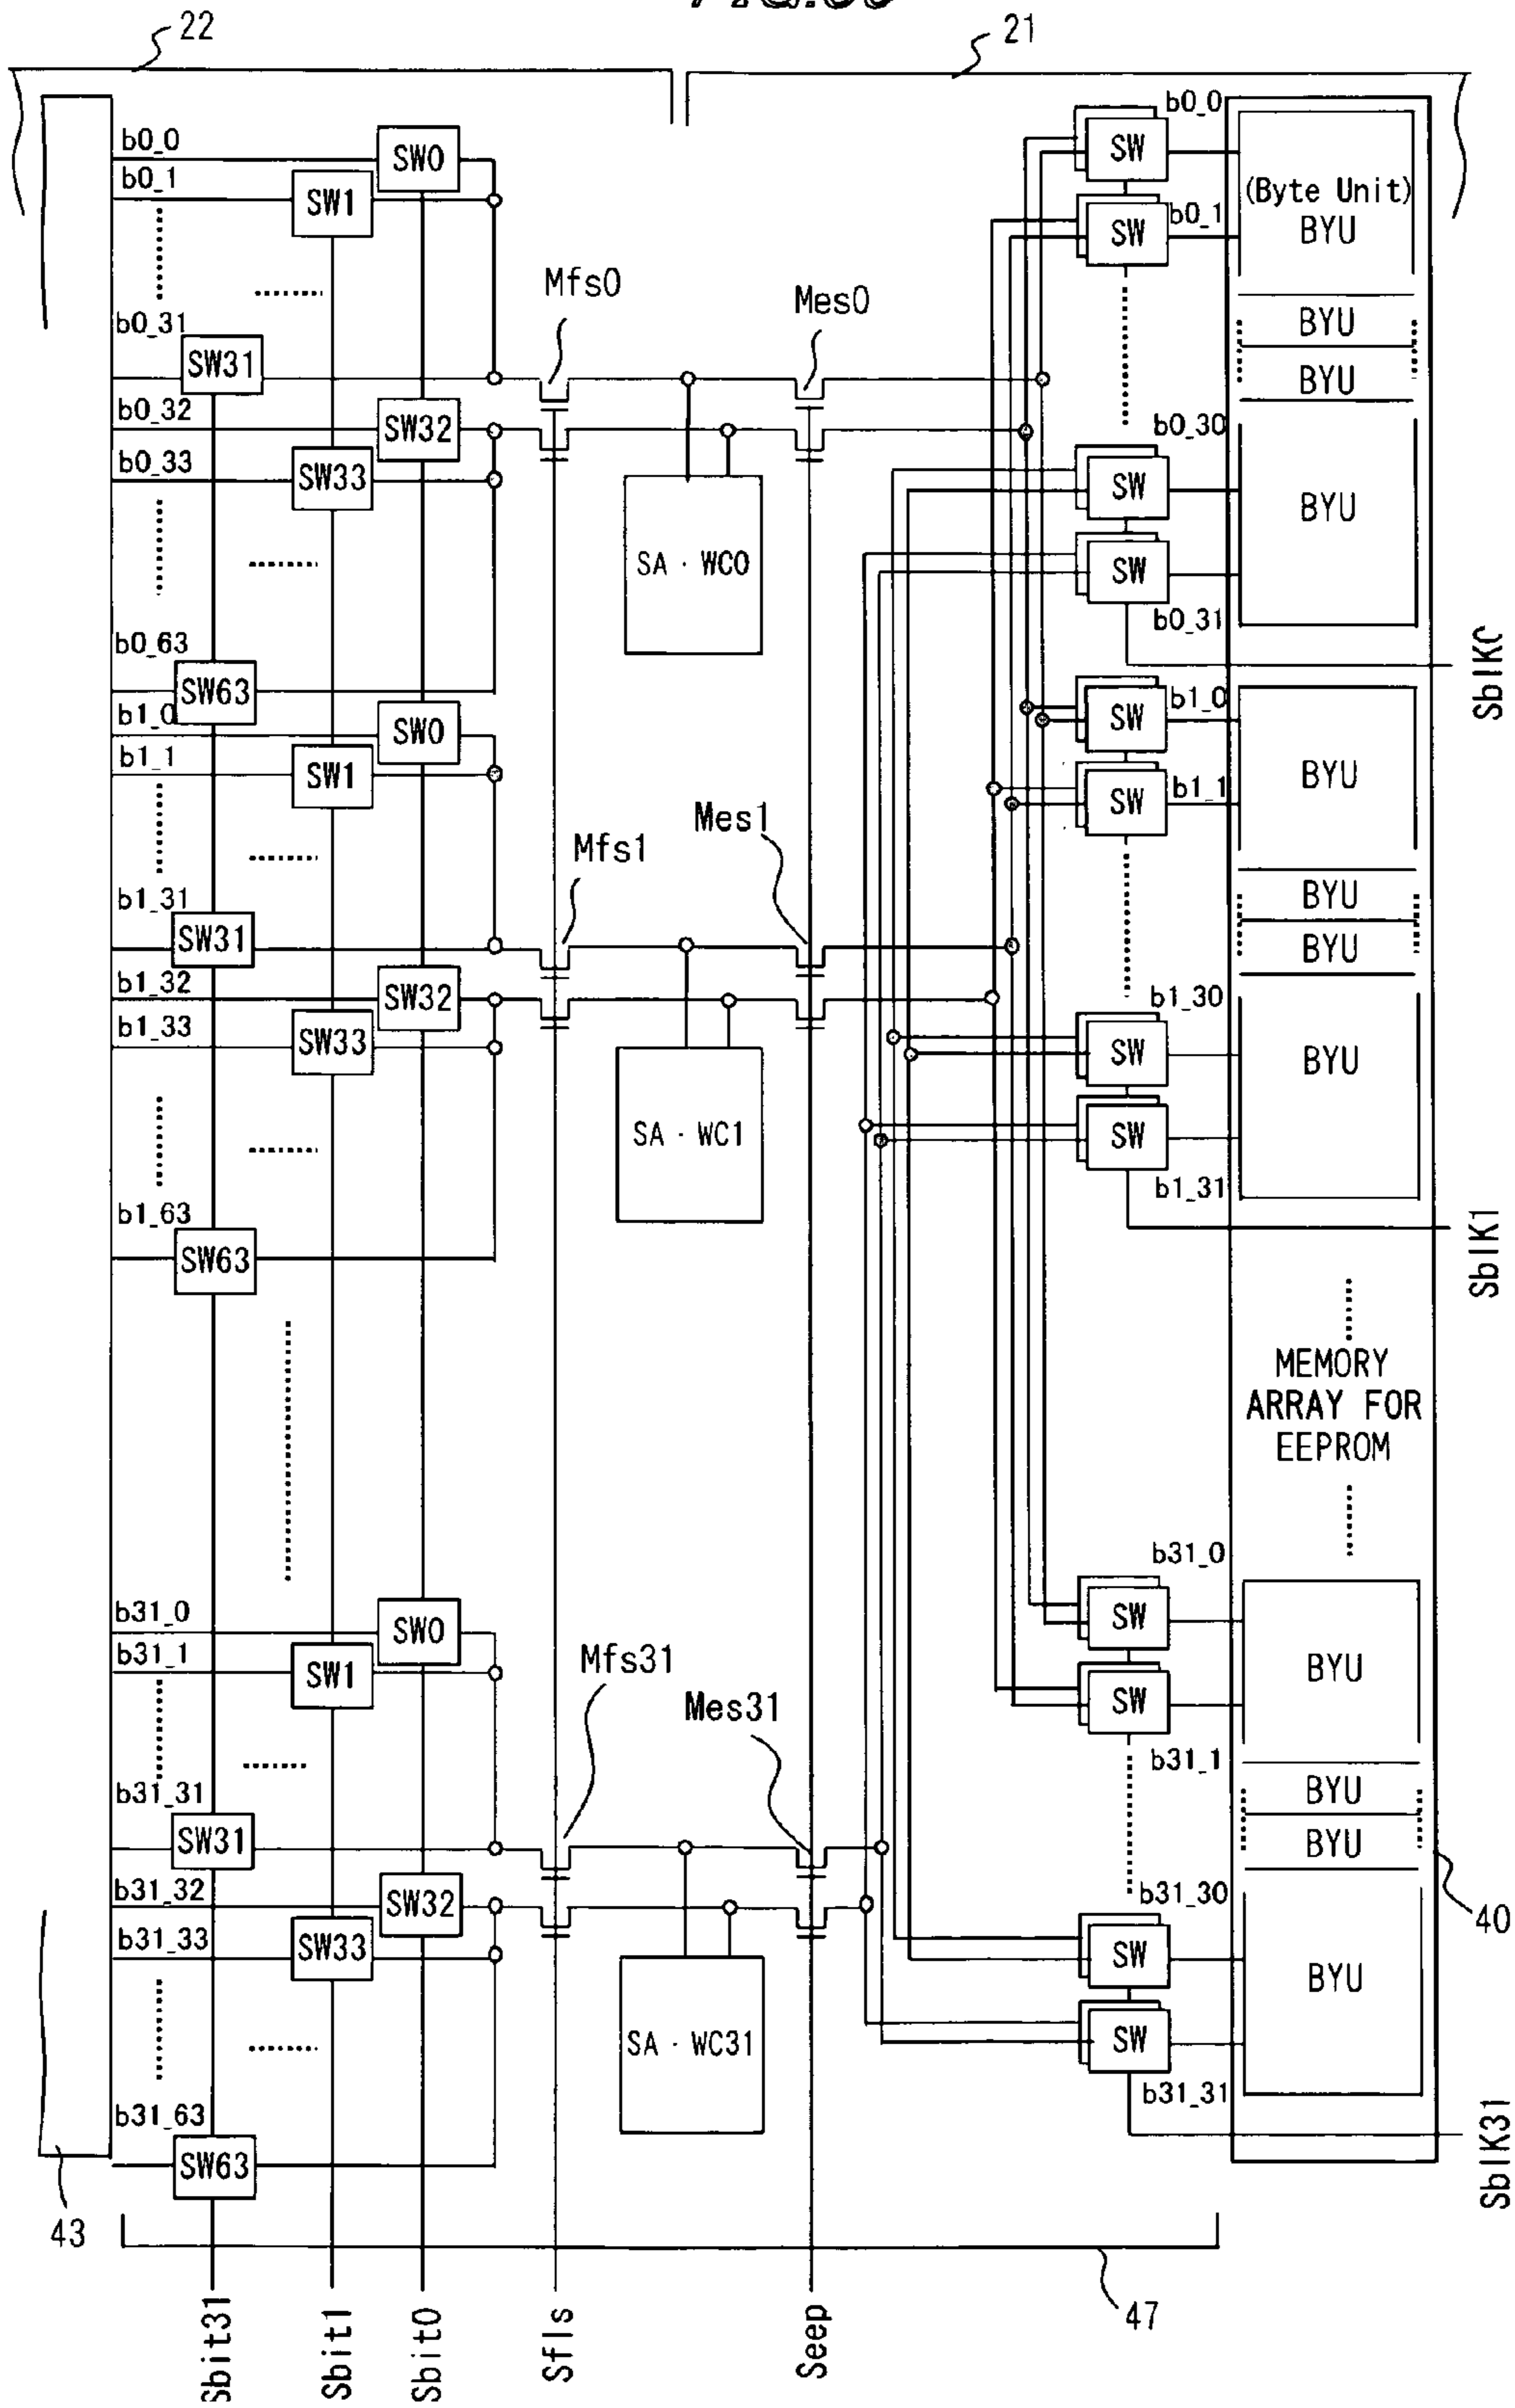 22
21
b0_0
SW0
b0_1
SW1
b0_31
SW31
b0_32
SW32
b0_33
SW33
b0_63
SW63
b1_0
SW0
b1_1
SW1
b1_31
SW31
b1_32
SW32
b1_33
SW33
b1_63
SW63
b31_0
SW0
b31_1
SW1
b31_31
SW31
b31_32
SW32
b31_33
SW33
b31_63
SW63
43
Mfs0
Mes0
SA · WC0
Mfs1
Mes1
SA · WC1
Mfs31
Mes31
SA · WC31
b0_0
SW
b0_1
SW
b0_30
SW
SW
b0_31
b1_0
SW
b1_1
SW
b1_30
SW
SW
b1_31
b31_0
SW
SW
b31_1
b31_30
SW
SW
b31_31
(Byte Unit)
BYU
BYU
BYU
BYU
BYU
BYU
BYU
BYU
MEMORY
ARRAY FOR
EEPROM
BYU
BYU
BYU
BYU
40
SblK0
SblK1
SblK31
47
Sbit31
Sbit1
Sbit0
Sfls
Seep